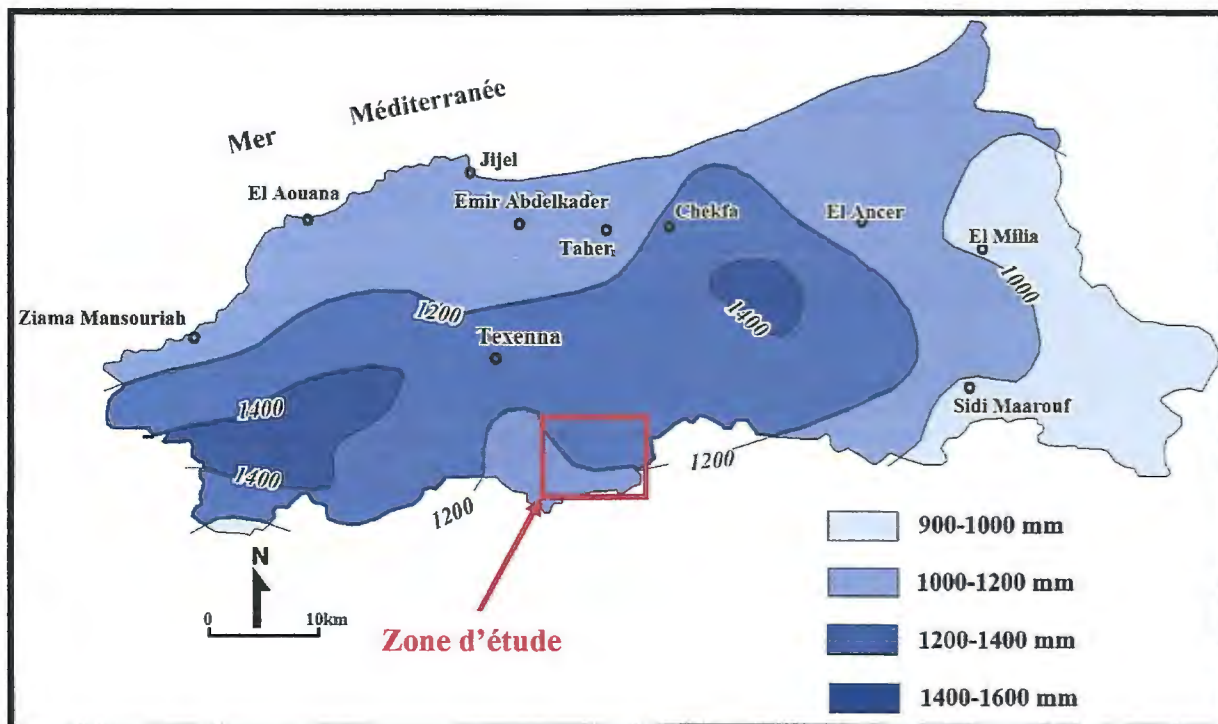 Mer Méditerranée
Jijel
El Aouana
Emir Abdelkader
Taher
Chekfa
El Ancer
El Milia
1000
Ziama Mansouriah
1200
1400
Texenna
1400
Sidi Maarouf
1400
1200
1200
N
0 10km
Zone d'étude
900-1000 mm
1000-1200 mm
1200-1400 mm
1400-1600 mm